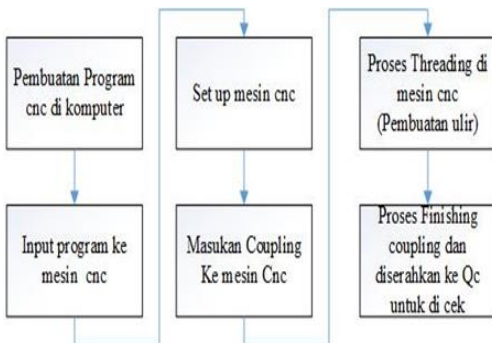 Pembuatan Program
cnc di komputer
Input program ke
mesin cnc
Set up mesin cnc
Masukan Coupling
Ke mesin Cnc
Proses Threading di
mesin cnc
(Pembuatan ulir)
Proses Finishing
coupling dan
diserahkan ke Qc
untuk di cek